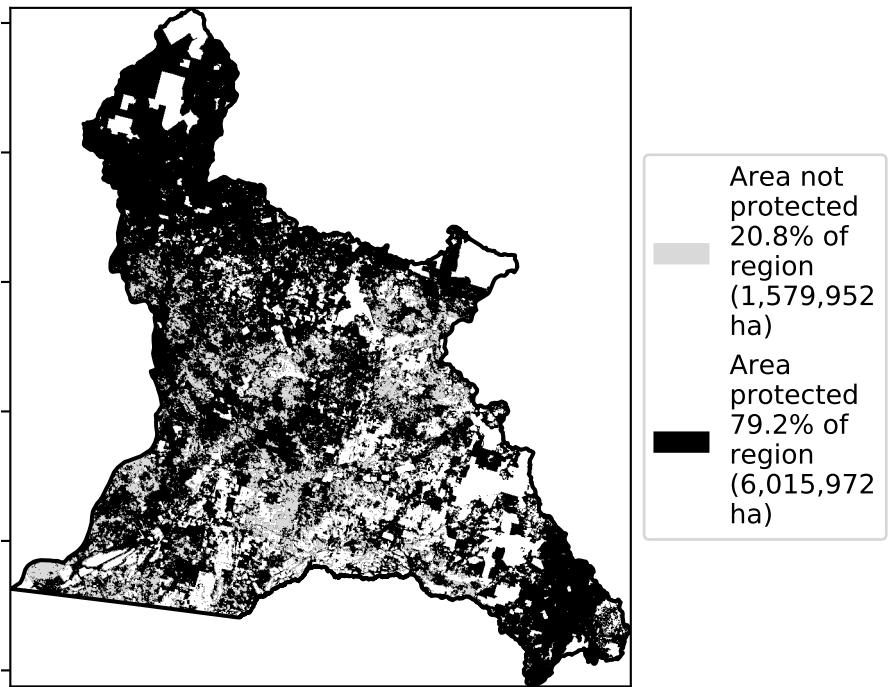 Area not
protected
20.8% of
region
(1,579,952
ha)
Area
protected
79.2% of
region
(6,015,972
ha)